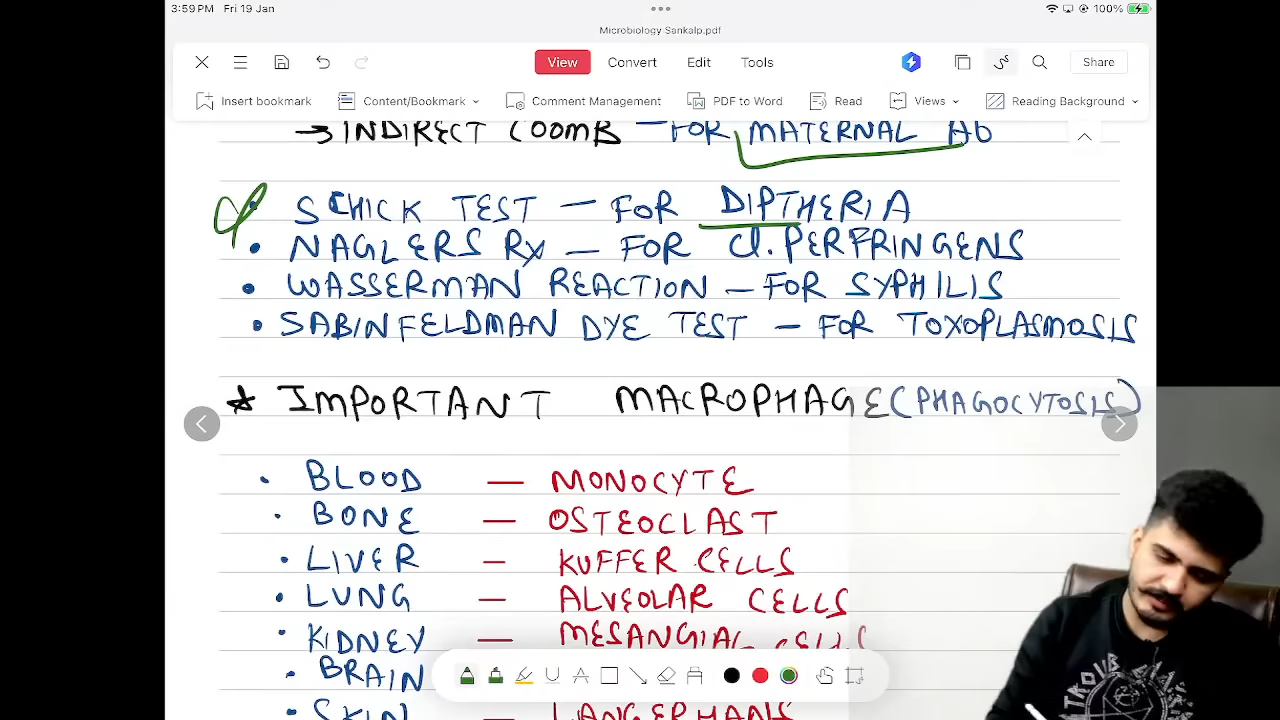 3:59 PM Fri 19 Jan
100%
Microbiology Sankalp.pdf
View Convert Edit Tools Share
Insert bookmark Content/Bookmark Comment Management PDF to Word Read Views Reading Background
→ INDIRECT COOMB — FOR MATERNAL Ab
• SCHICK TEST — FOR DIPTHERIA
• NAGLERS Rx — FOR Cl. PERFRINGENS
• WASSERMAN REACTION — FOR SYPHILIS
• SABINFELDMAN DYE TEST — FOR TOXOPLASMOSIS
* IMPORTANT MACROPHAGE (PHAGOCYTOSIS)
• BLOOD — MONOCYTE
• BONE — OSTEOCLAST
• LIVER — KUFFER CELLS
• LUNG — ALVEOLAR CELLS
• KIDNEY — MESANGIAL CELLS
• BRAIN
• SKIN — LANGERHANS